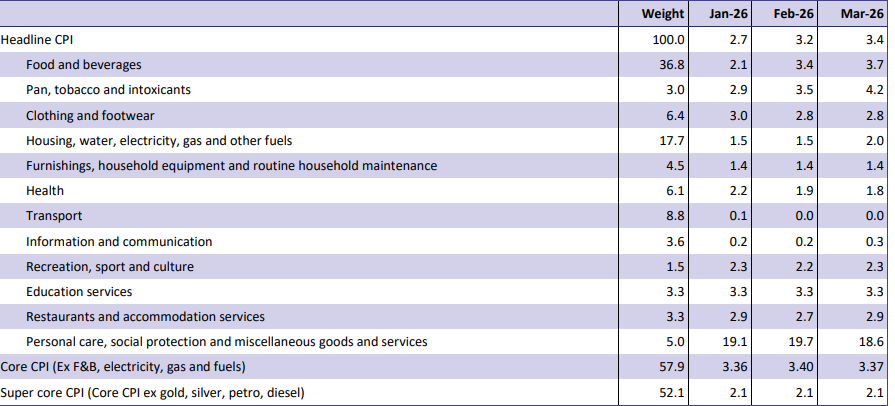 Weight Jan-26 Feb-26 Mar-26
Headline CPI 100.0 2.7 3.2 3.4
Food and beverages 36.8 2.1 3.4 3.7
Pan, tobacco and intoxicants 3.0 2.9 3.5 4.2
Clothing and footwear 6.4 3.0 2.8 2.8
Housing, water, electricity, gas and other fuels 17.7 1.5 1.5 2.0
Furnishings, household equipment and routine household maintenance 4.5 1.4 1.4 1.4
Health 6.1 2.2 1.9 1.8
Transport 8.8 0.1 0.0 0.0
Information and communication 3.6 0.2 0.2 0.3
Recreation, sport and culture 1.5 2.3 2.2 2.3
Education services 3.3 3.3 3.3 3.3
Restaurants and accommodation services 3.3 2.9 2.7 2.9
Personal care, social protection and miscellaneous goods and services 5.0 19.1 19.7 18.6
Core CPI (Ex F&B, electricity, gas and fuels) 57.9 3.36 3.40 3.37
Super core CPI (Core CPI ex gold, silver, petro, diesel) 52.1 2.1 2.1 2.1